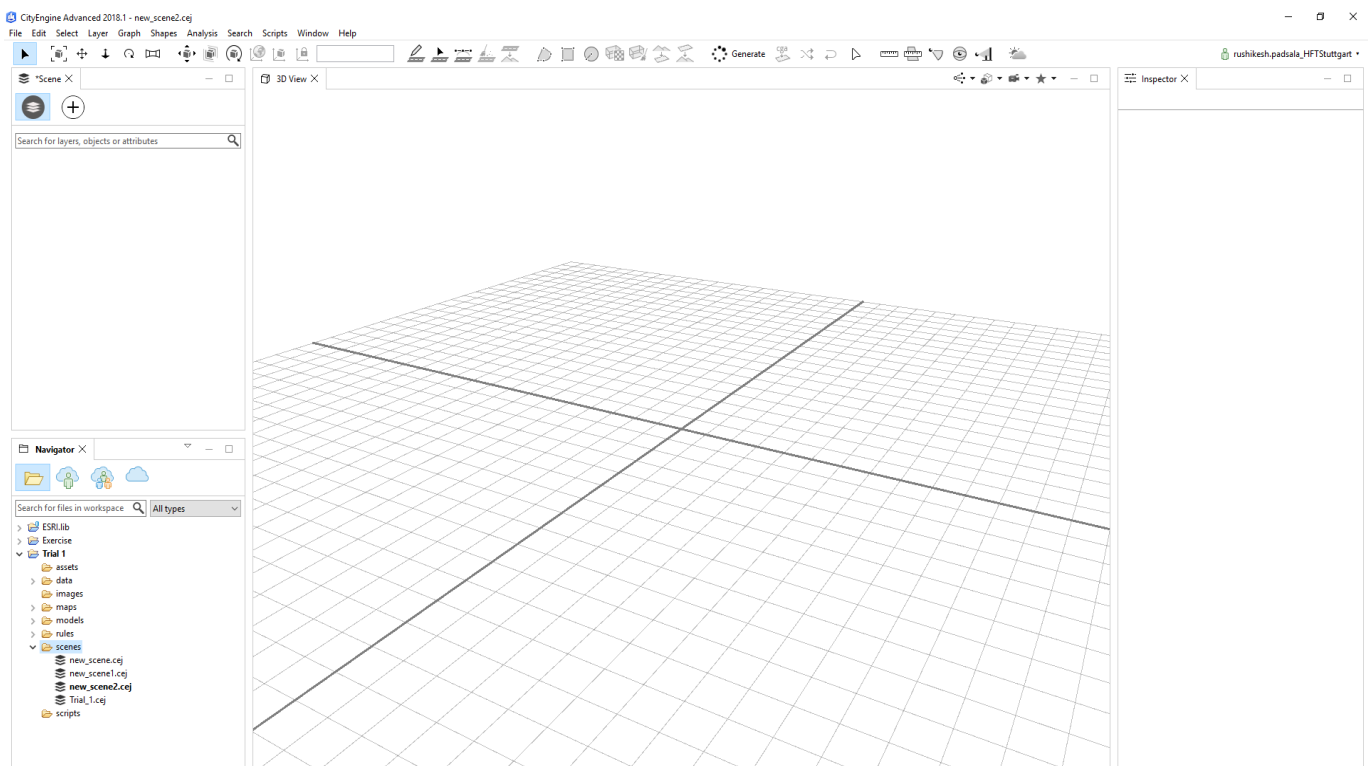 CityEngine Advanced 2018.1 - new_scene2.cej
File Edit Select Layer Graph Shapes Analysis Search Scripts Window Help
Generate
rushikesh.padsala_HFTStuttgart
*Scene
3D View
Inspector
Search for layers, objects or attributes
Navigator
Search for files in workspace
All types
ESRI.lib
Exercise
Trial 1
assets
data
images
maps
models
rules
scenes
new_scene.cej
new_scene1.cej
new_scene2.cej
Trial_1.cej
scripts